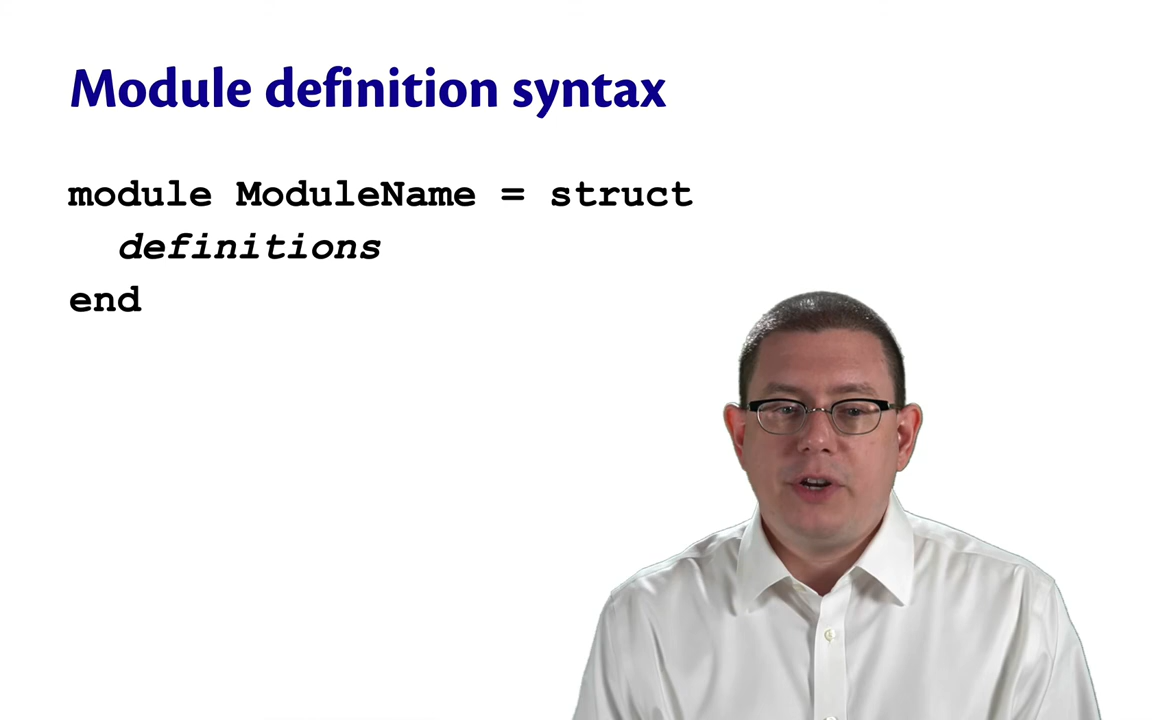 Module definition syntax
module ModuleName = struct
definitions
end